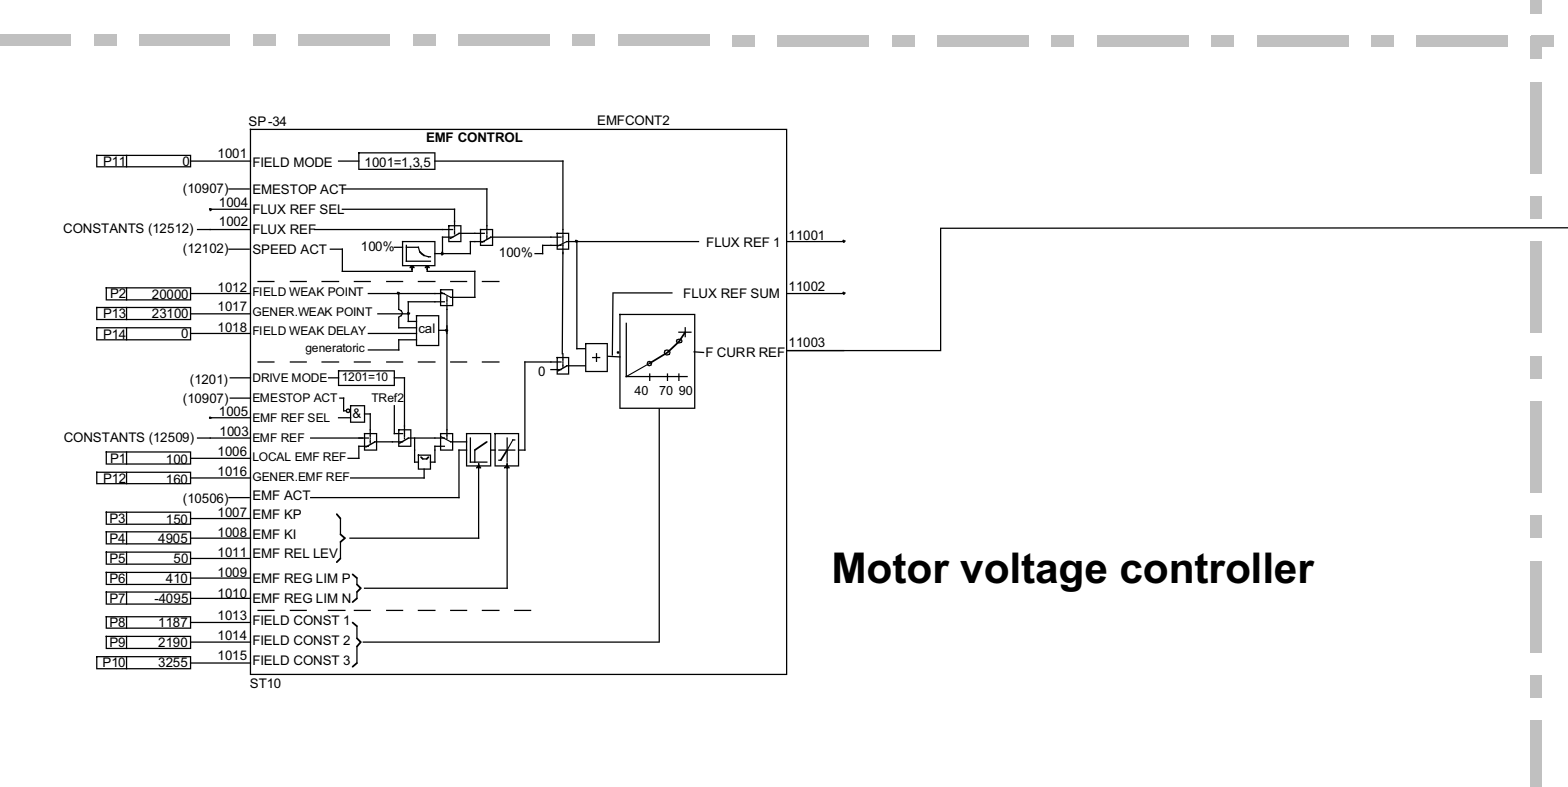 SP-34 EMFCONT2
EMF CONTROL
P11 0 1001 FIELD MODE 1001=1,3,5
(10907) EMESTOP ACT
1004 FLUX REF SEL
CONSTANTS (12512) 1002 FLUX REF
(12102) SPEED ACT 100% 100% FLUX REF 1 11001
P2 20000 1012 FIELD WEAK POINT FLUX REF SUM 11002
P13 23100 1017 GENER.WEAK POINT
P14 0 1018 FIELD WEAK DELAY cal
generatoric
F CURR REF 11003
+
0
40 70 90
(1201) DRIVE MODE 1201=10
(10907) EMESTOP ACT TRef2
1005 EMF REF SEL &
CONSTANTS (12509) 1003 EMF REF
P1 100 1006 LOCAL EMF REF
P12 160 1016 GENER.EMF REF
(10506) EMF ACT
P3 150 1007 EMF KP
P4 4905 1008 EMF KI
P5 50 1011 EMF REL LEV
P6 410 1009 EMF REG LIM P
P7 -4095 1010 EMF REG LIM N
P8 1187 1013 FIELD CONST 1
P9 2190 1014 FIELD CONST 2
P10 3255 1015 FIELD CONST 3
ST10
Motor voltage controller